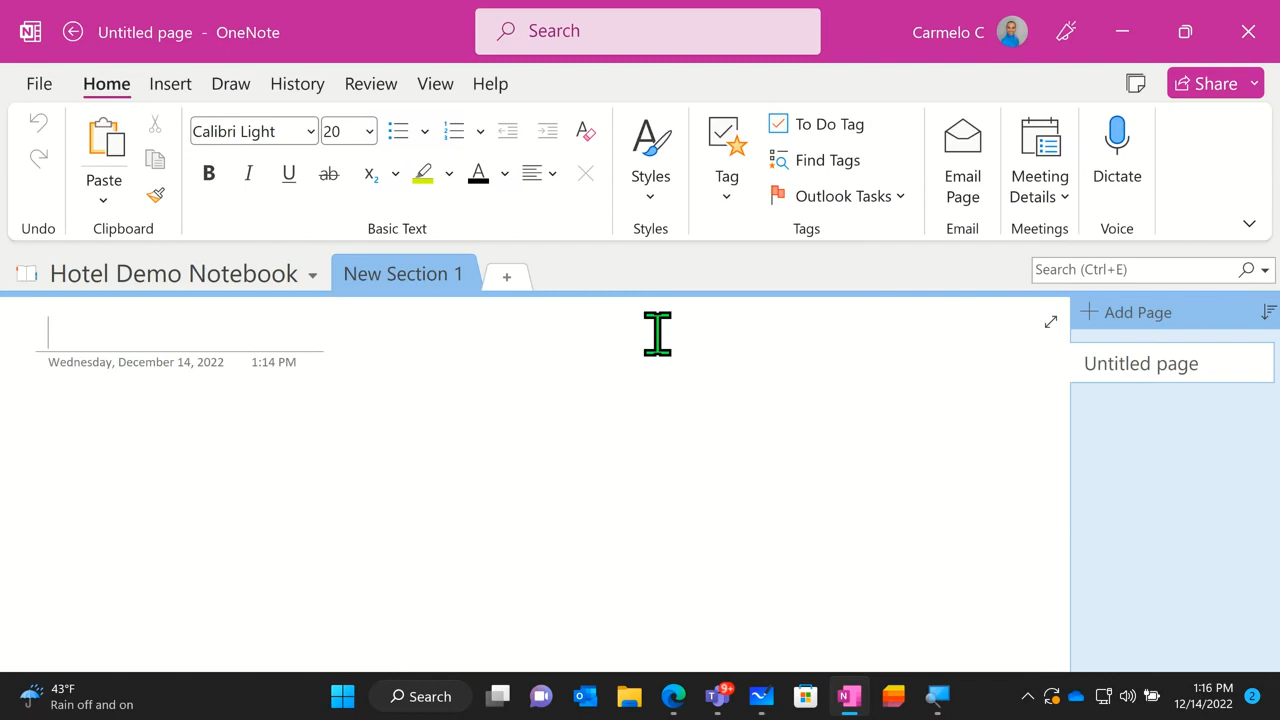 Untitled page - OneNote
Search
Carmelo C
File Home Insert Draw History Review View Help
Share
Calibri Light 20
To Do Tag
Find Tags
Outlook Tasks
Paste
Styles
Tag
Email
Page
Meeting
Details
Dictate
Undo Clipboard Basic Text Styles Tags Email Meetings Voice
Hotel Demo Notebook New Section 1 +
Search (Ctrl+E)
Add Page
Untitled page
Wednesday, December 14, 2022 1:14 PM
43°F
Rain off and on
Search
9+
1:16 PM
12/14/2022
2